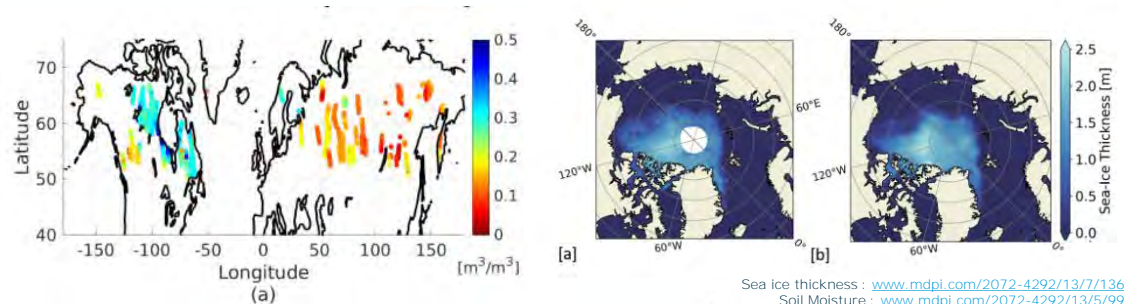 70
60
50
40
Latitude
-150 -100 -50 0 50 100 150
Longitude
(a)
0.5
0.4
0.3
0.2
0.1
0
[m³/m³]
180°
60°E
120°W
60°W
0°
[a]
180°
60°E
120°W
60°W
0°
[b]
2.5
2.0
1.5
1.0
0.5
0.0
Sea-Ice Thickness [m]
Sea ice thickness : www.mdpi.com/2072-4292/13/7/136
Soil Moisture : www.mdpi.com/2072-4292/13/5/99